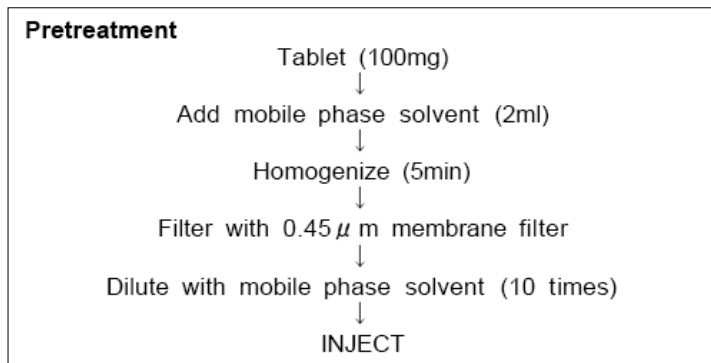 Pretreatment
Tablet (100mg)
↓
Add mobile phase solvent (2ml)
↓
Homogenize (5min)
↓
Filter with 0.45μm membrane filter
↓
Dilute with mobile phase solvent (10 times)
↓
INJECT